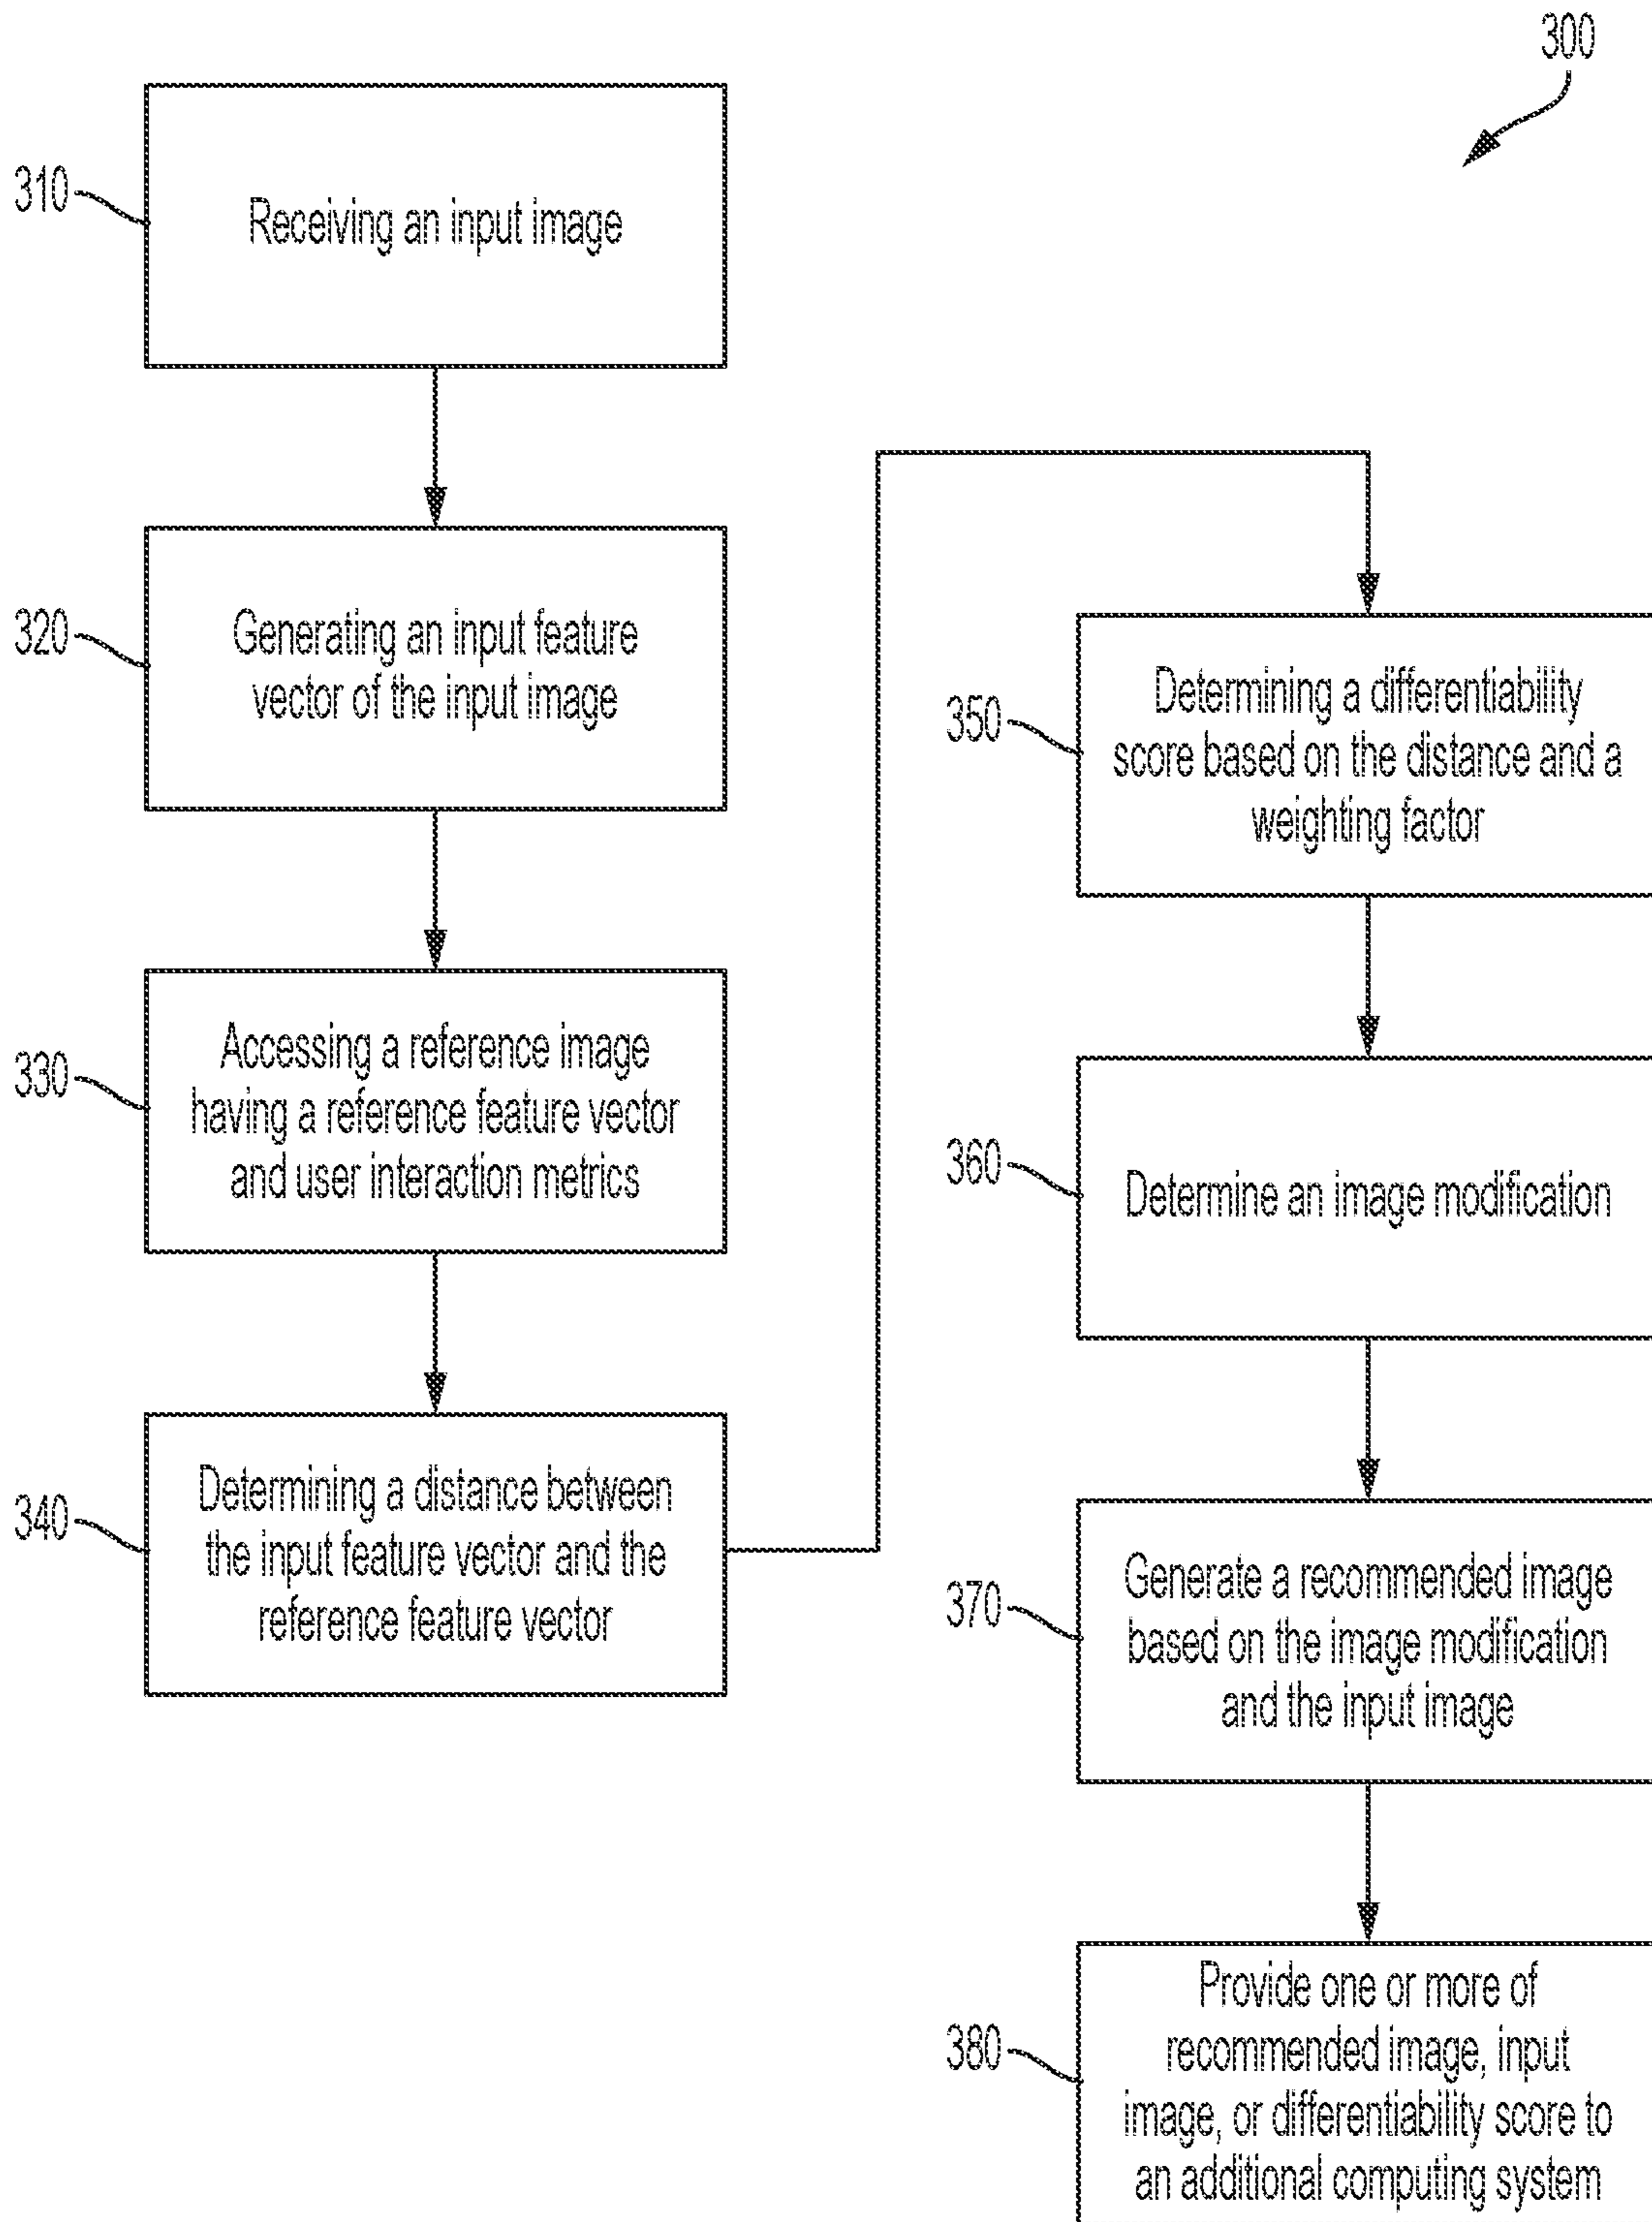 300
310
Receiving an input image
320
Generating an input feature
vector of the input image
330
Accessing a reference image
having a reference feature vector
and user interaction metrics
340
Determining a distance between
the input feature vector and the
reference feature vector
350
Determining a differentiability
score based on the distance and a
weighting factor
360
Determine an image modification
370
Generate a recommended image
based on the image modification
and the input image
380
Provide one or more of
recommended image, input
image, or differentiability score to
an additional computing system